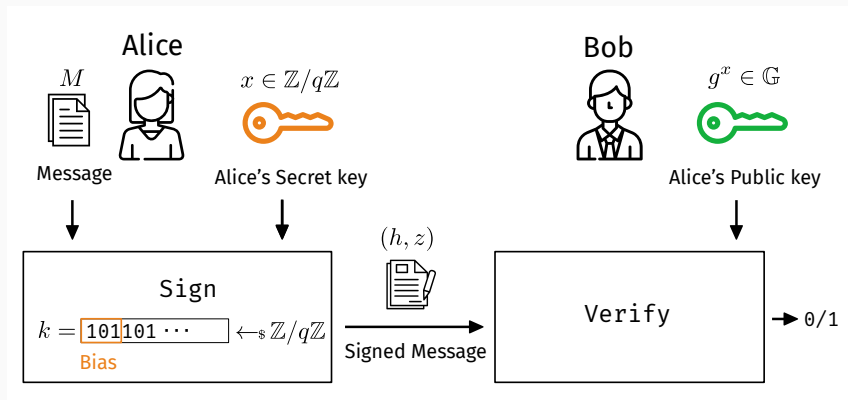 Alice
Bob
M
x ∈ ℤ/qℤ
g^x ∈ 𝔾
Message
Alice's Secret key
Alice's Public key
(h, z)
Sign
Verify
k = 101101 ··· ←$ ℤ/qℤ
0/1
Bias
Signed Message